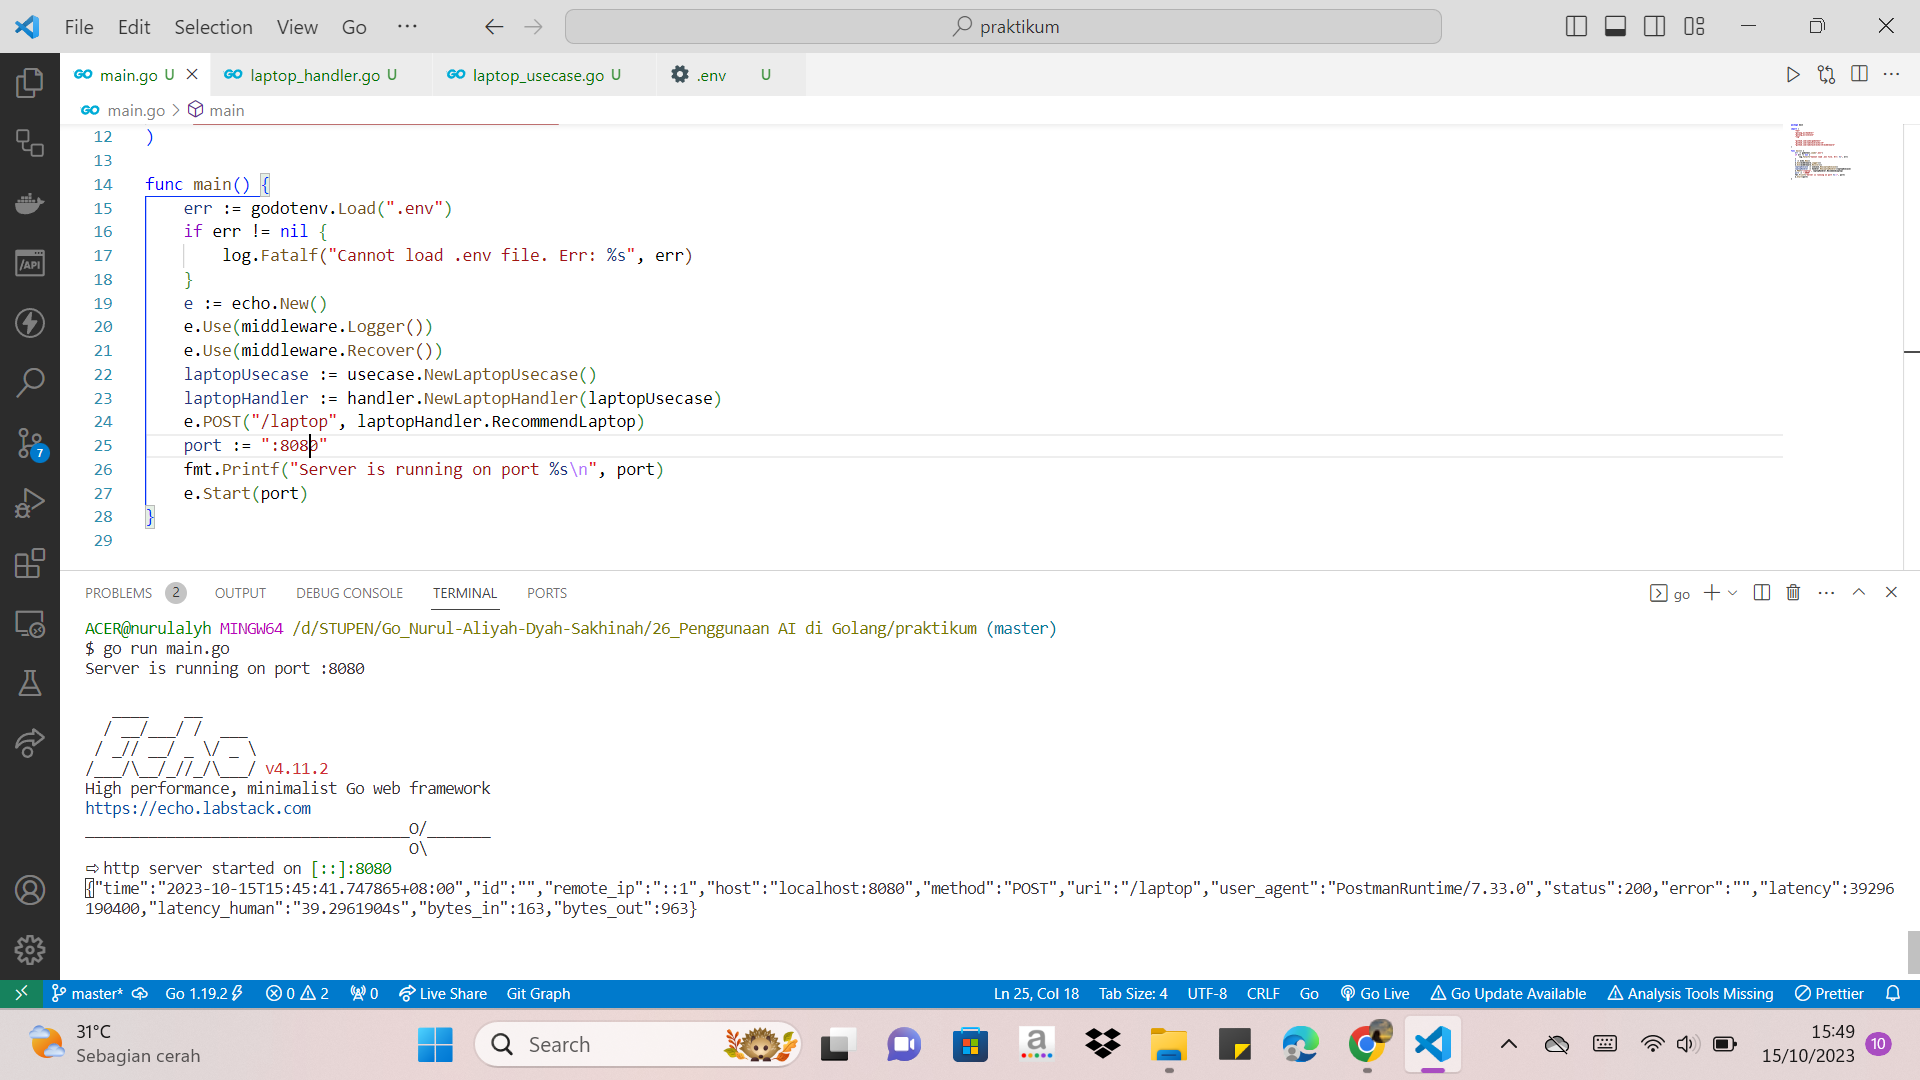 File Edit Selection View Go ··· praktikum
main.go U laptop_handler.go U laptop_usecase.go U .env U
main.go > main
12 )
13
14 func main() {
15 err := godotenv.Load(".env")
16 if err != nil {
17 log.Fatalf("Cannot load .env file. Err: %s", err)
18 }
19 e := echo.New()
20 e.Use(middleware.Logger())
21 e.Use(middleware.Recover())
22 laptopUsecase := usecase.NewLaptopUsecase()
23 laptopHandler := handler.NewLaptopHandler(laptopUsecase)
24 e.POST("/laptop", laptopHandler.RecommendLaptop)
25 port := ":8080"
26 fmt.Printf("Server is running on port %s\n", port)
27 e.Start(port)
28 }
29
PROBLEMS 2 OUTPUT DEBUG CONSOLE TERMINAL PORTS go
ACER@nurulalyh MINGW64 /d/STUPEN/Go_Nurul-Aliyah-Dyah-Sakhinah/26_Penggunaan AI di Golang/praktikum (master)
$ go run main.go
Server is running on port :8080
   ____    __
  / __/___/ /  ___
 / _// __/ _ \/ _ \
/___/\__/_//_/\___/ v4.11.2
High performance, minimalist Go web framework
https://echo.labstack.com
____________________________________O/_______
                                    O\
⇨ http server started on [::]:8080
{"time":"2023-10-15T15:45:41.747865+08:00","id":"","remote_ip":"::1","host":"localhost:8080","method":"POST","uri":"/laptop","user_agent":"PostmanRuntime/7.33.0","status":200,"error":"","latency":39296
190400,"latency_human":"39.2961904s","bytes_in":163,"bytes_out":963}
/API
7
master* Go 1.19.2 0 2 0 Live Share Git Graph Ln 25, Col 18 Tab Size: 4 UTF-8 CRLF Go Go Live Go Update Available Analysis Tools Missing Prettier
31°C
Sebagian cerah
Search
a
15:49
15/10/2023
10